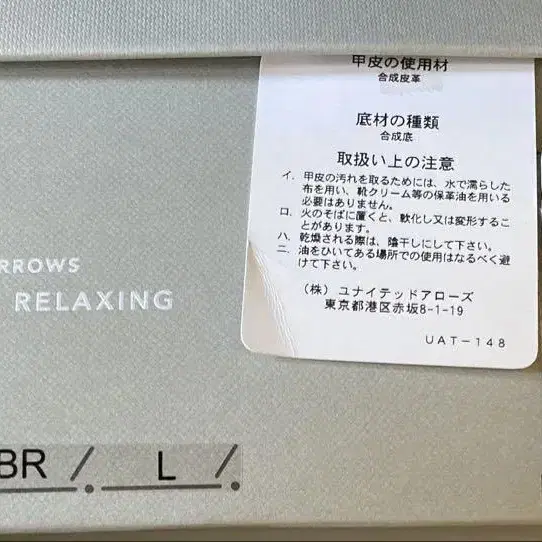 甲皮の使用材
合成皮革
底材の種類
合成底
取扱い上の注意
イ. 甲皮の汚れを取るためには、水で濡らした
布を用い、靴クリーム等の保革油を用いる
必要はありません。
ロ. 火のそばに置くと、軟化し又は変形するこ
とがあります。
ハ. 乾燥される際は、陰干しにして下さい。
ニ. 油をひいてある場所での使用はなるべく避
けて下さい。
(株) ユナイテッドアローズ
東京都港区赤坂8-1-19
UAT-148
RROWS
RELAXING
BR / L /